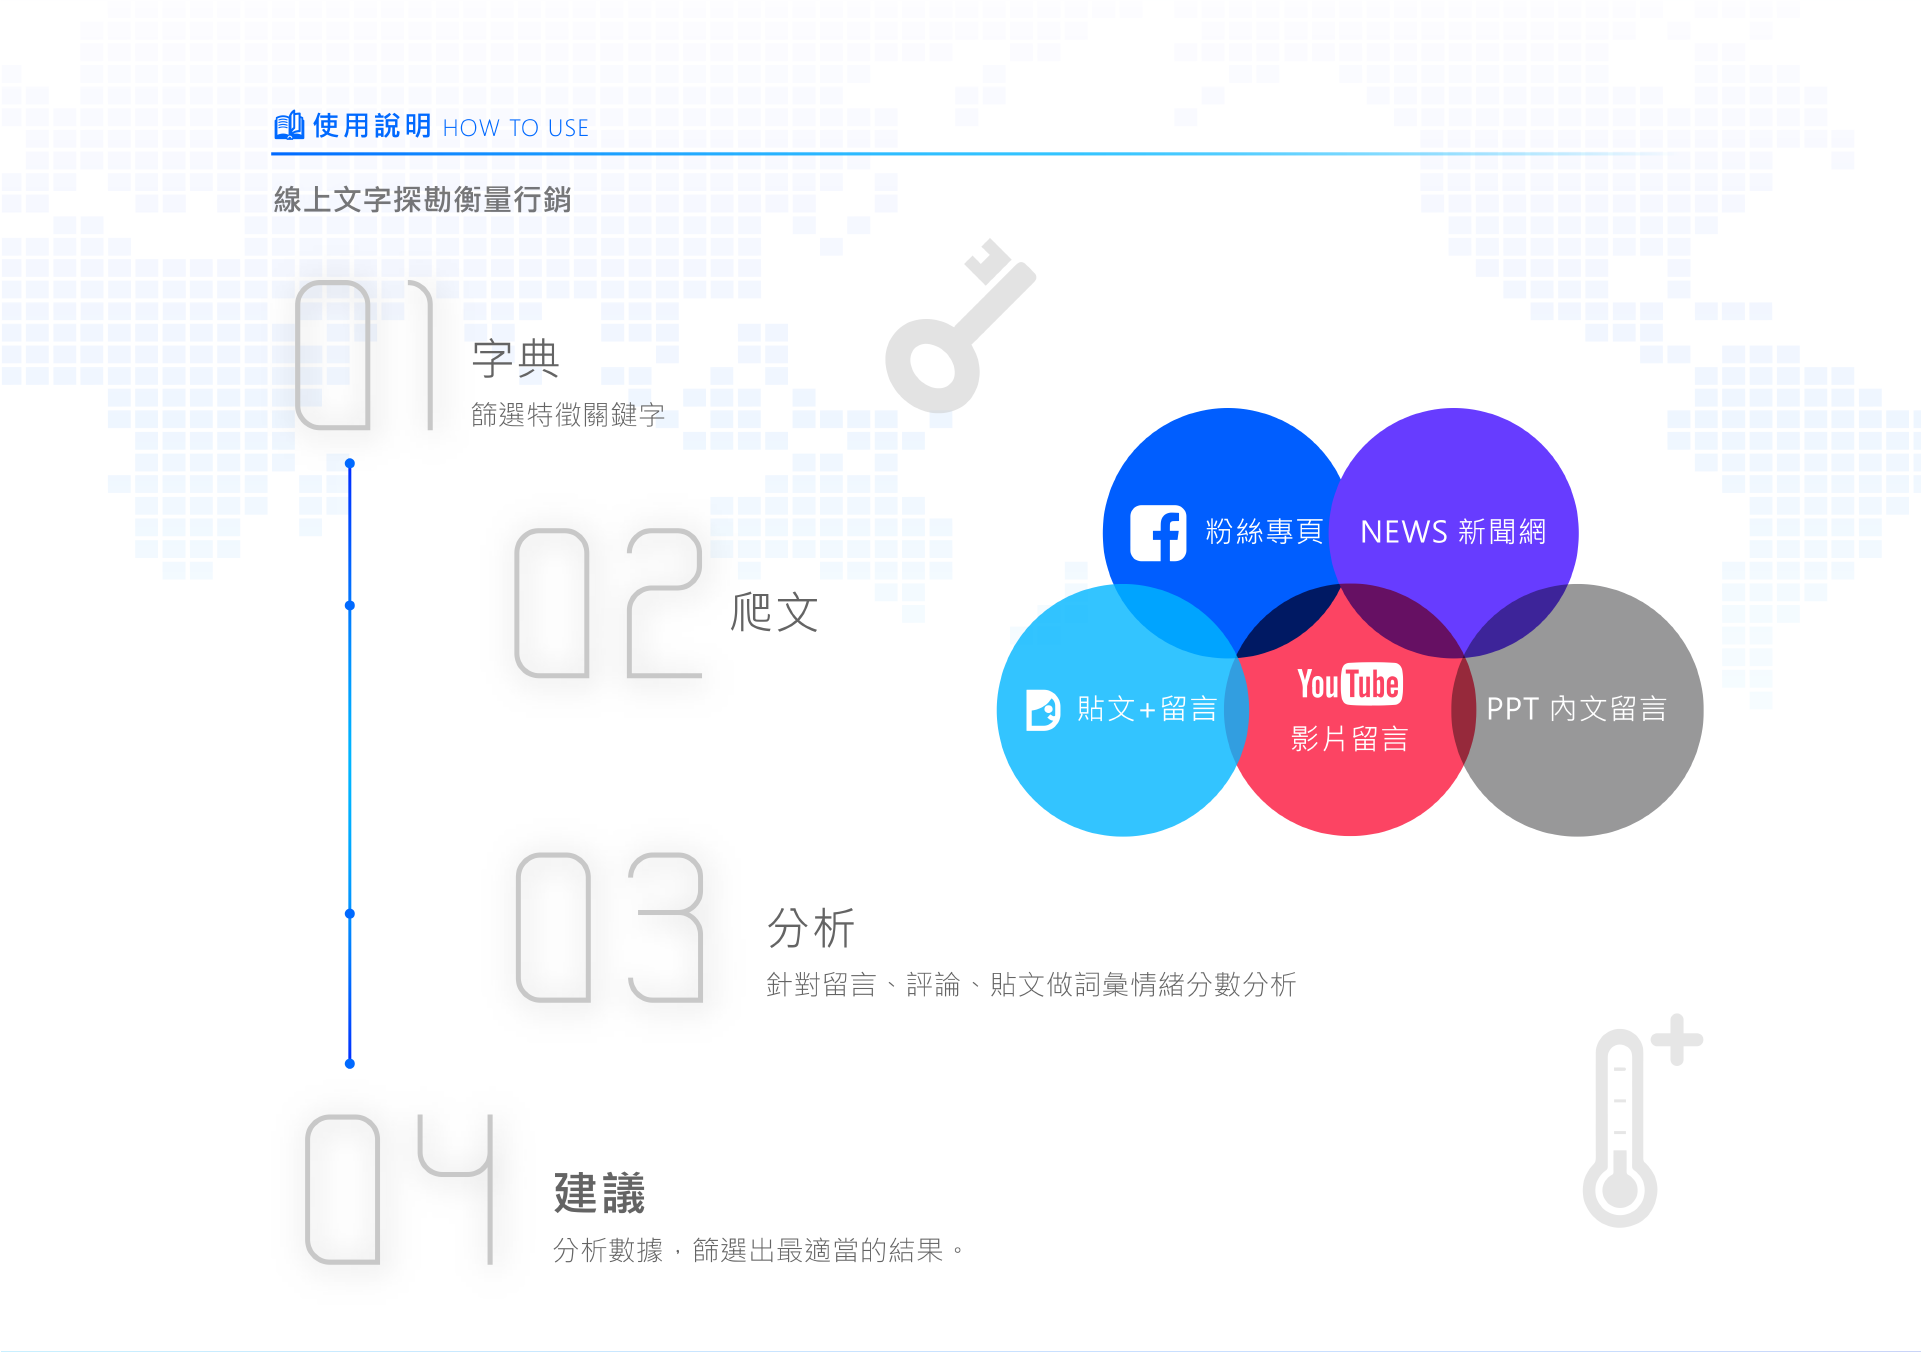 使用說明 HOW TO USE
線上文字探勘衡量行銷
01
字典
篩選特徵關鍵字
02
爬文
粉絲專頁
NEWS 新聞網
貼文+留言
YouTube
影片留言
PPT 內文留言
03
分析
針對留言、評論、貼文做詞彙情緒分數分析
04
建議
分析數據，篩選出最適當的結果。